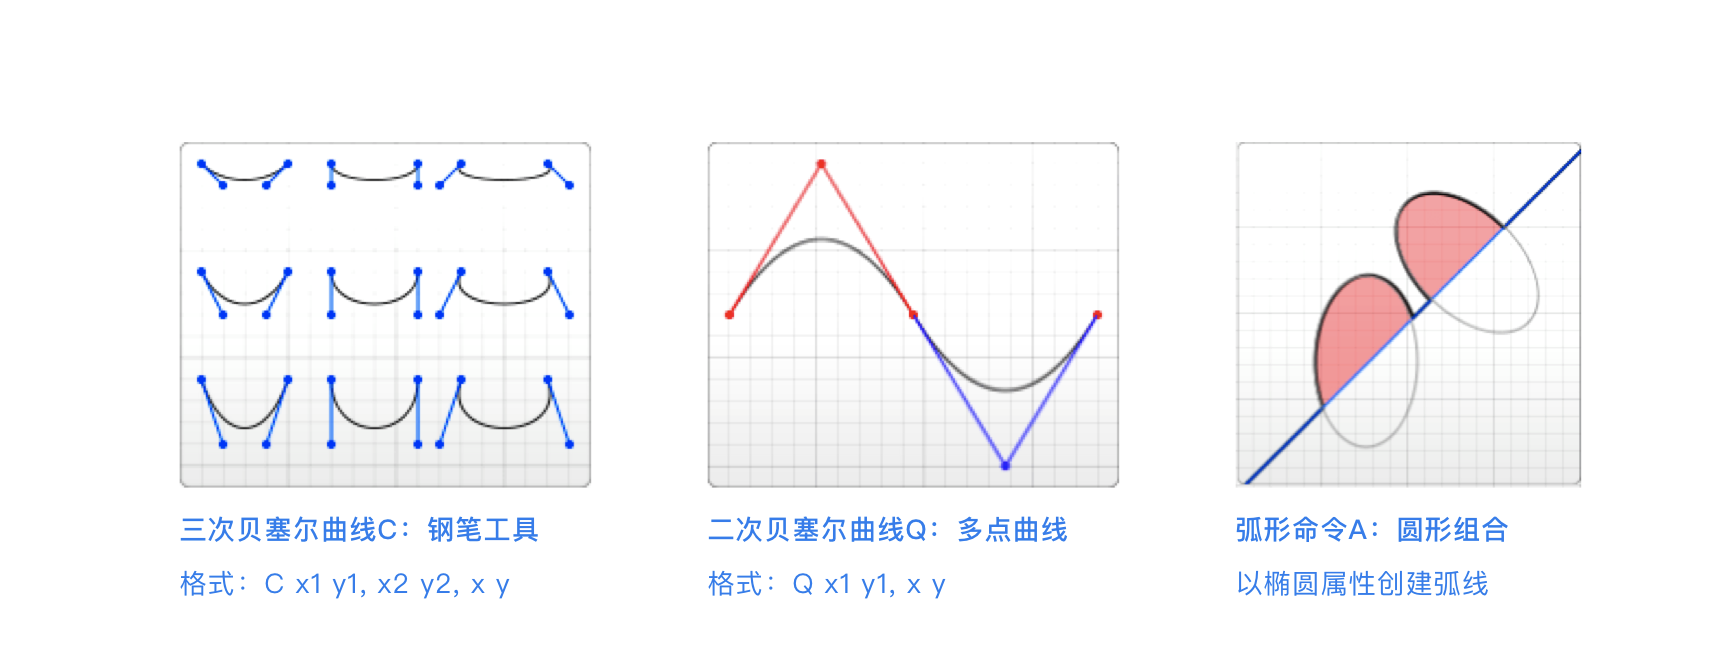 三次贝塞尔曲线C：钢笔工具
格式：C x1 y1, x2 y2, x y
二次贝塞尔曲线Q：多点曲线
格式：Q x1 y1, x y
弧形命令A：圆形组合
以椭圆属性创建弧线